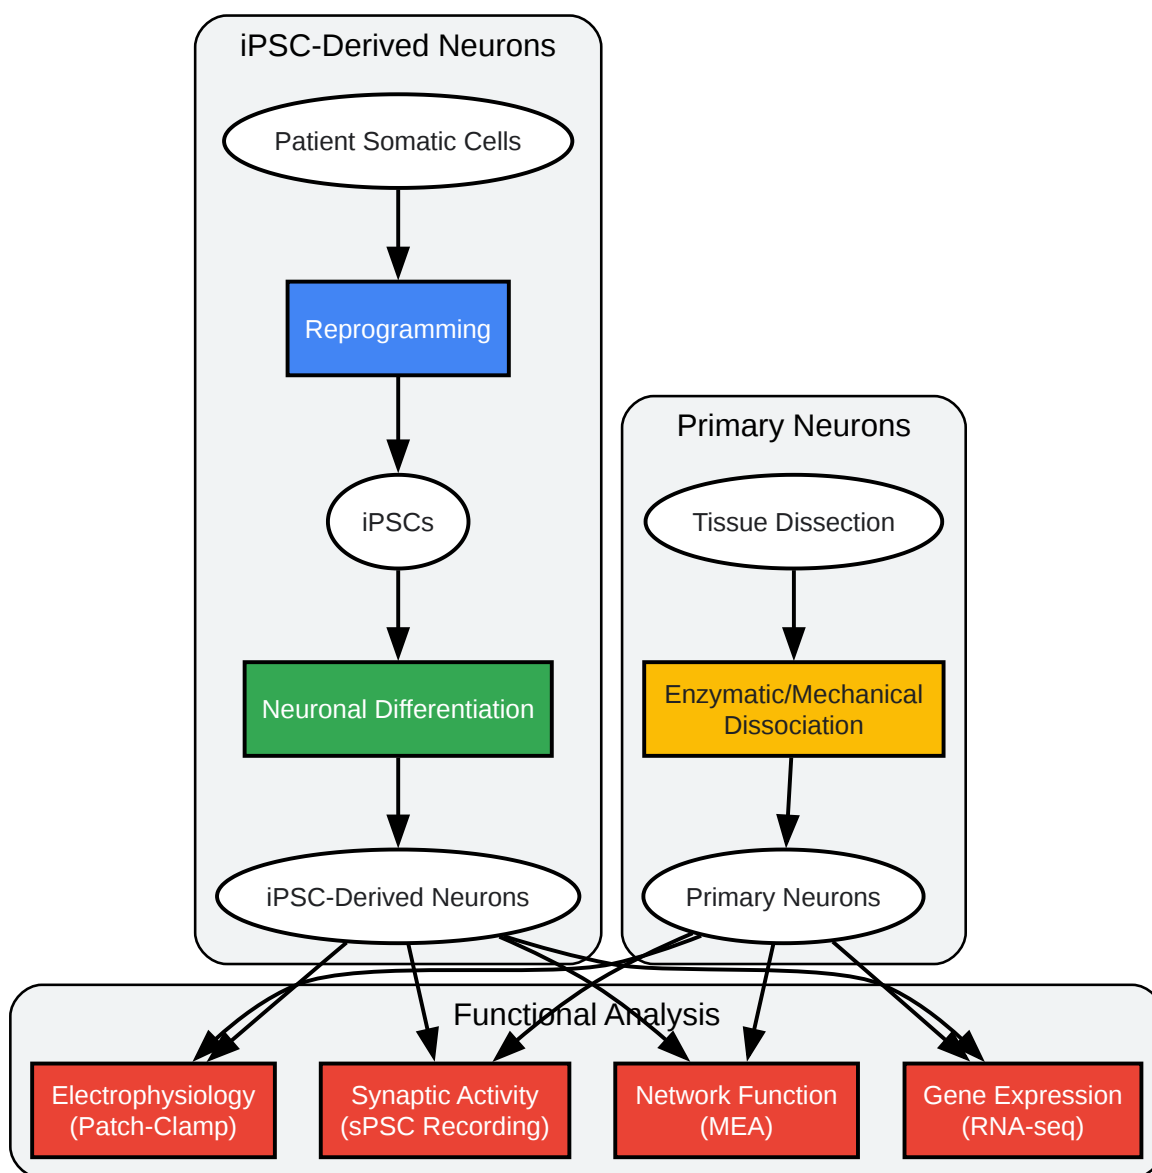 iPSC-Derived Neurons
Patient Somatic Cells
Reprogramming
iPSCs
Neuronal Differentiation
iPSC-Derived Neurons
Primary Neurons
Tissue Dissection
Enzymatic/Mechanical
Dissociation
Primary Neurons
Functional Analysis
Electrophysiology
(Patch-Clamp)
Synaptic Activity
(sPSC Recording)
Network Function
(MEA)
Gene Expression
(RNA-seq)